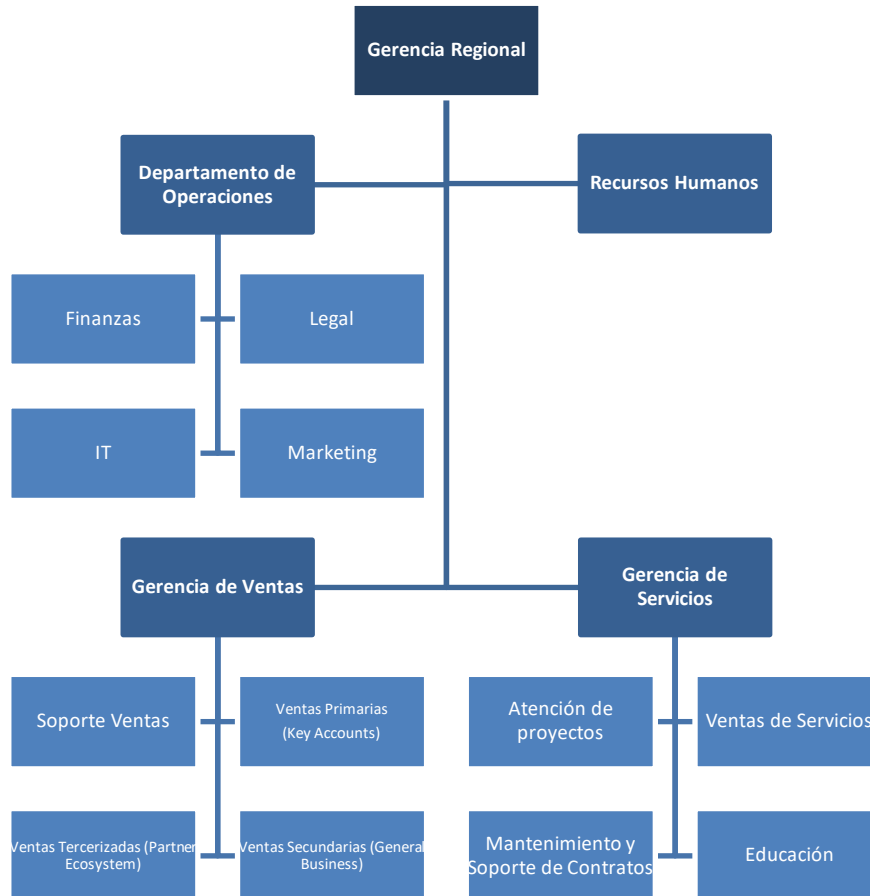 Gerencia Regional
Departamento de
Operaciones
Recursos Humanos
Finanzas
Legal
IT
Marketing
Gerencia de Ventas
Gerencia de
Servicios
Soporte Ventas
Ventas Primarias
(Key Accounts)
Atención de
proyectos
Ventas de Servicios
Ventas Tercerizadas (Partner
Ecosystem)
Ventas Secundarias (General
Business)
Mantenimiento y
Soporte de Contratos
Educación